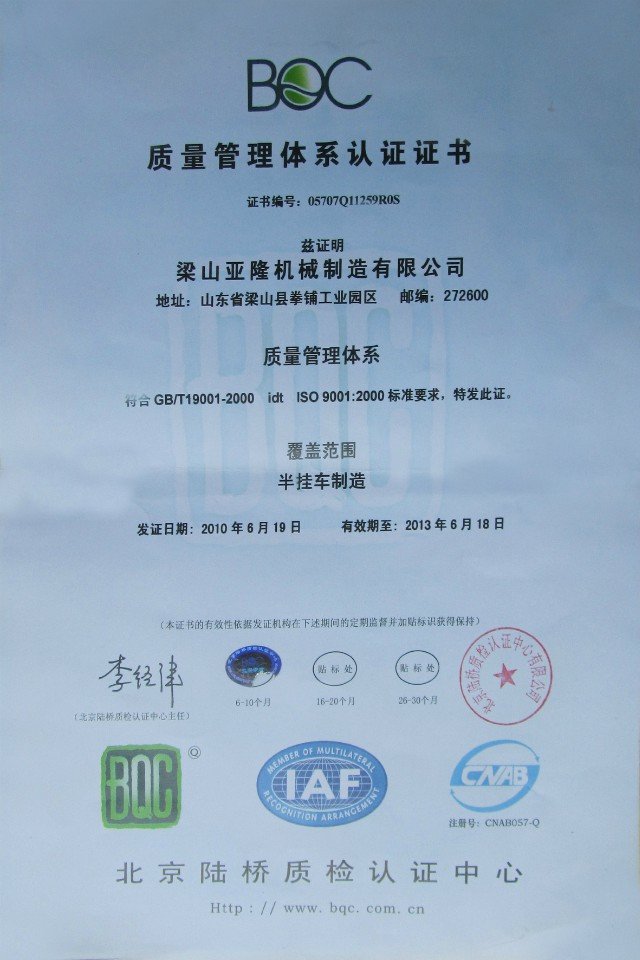 BQC
质量管理体系认证证书
证书编号：05707Q11259R0S
兹证明
梁山亚隆机械制造有限公司
地址：山东省梁山县拳铺工业园区 邮编：272600
质量管理体系
符合 GB/T19001-2000 idt ISO 9001:2000 标准要求，特发此证。
覆盖范围
半挂车制造
发证日期：2010 年 6 月 19 日 有效期至：2013 年 6 月 18 日
（本证书的有效性依据发证机构在下述期间的定期监督并加贴标识获得保持）
李经纬
（北京陆桥质检认证中心主任）
6-10个月
贴标处
16-20个月
贴标处
26-30个月
北京陆桥质检认证中心有限公司
BQC
MEMBER OF MULTILATERAL
IAF
RECOGNITION ARRANGEMENT
CNAB
注册号：CNAB057-Q
北京陆桥质检认证中心
Http：// www. bqc. com. cn